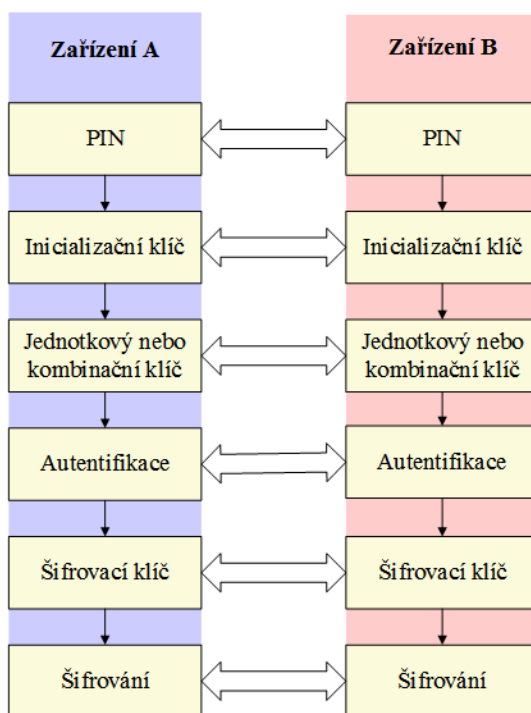 Zařízení A
Zařízení B
PIN
PIN
Inicializační klíč
Inicializační klíč
Jednotkový nebo
kombinační klíč
Jednotkový nebo
kombinační klíč
Autentifikace
Autentifikace
Šifrovací klíč
Šifrovací klíč
Šifrování
Šifrování